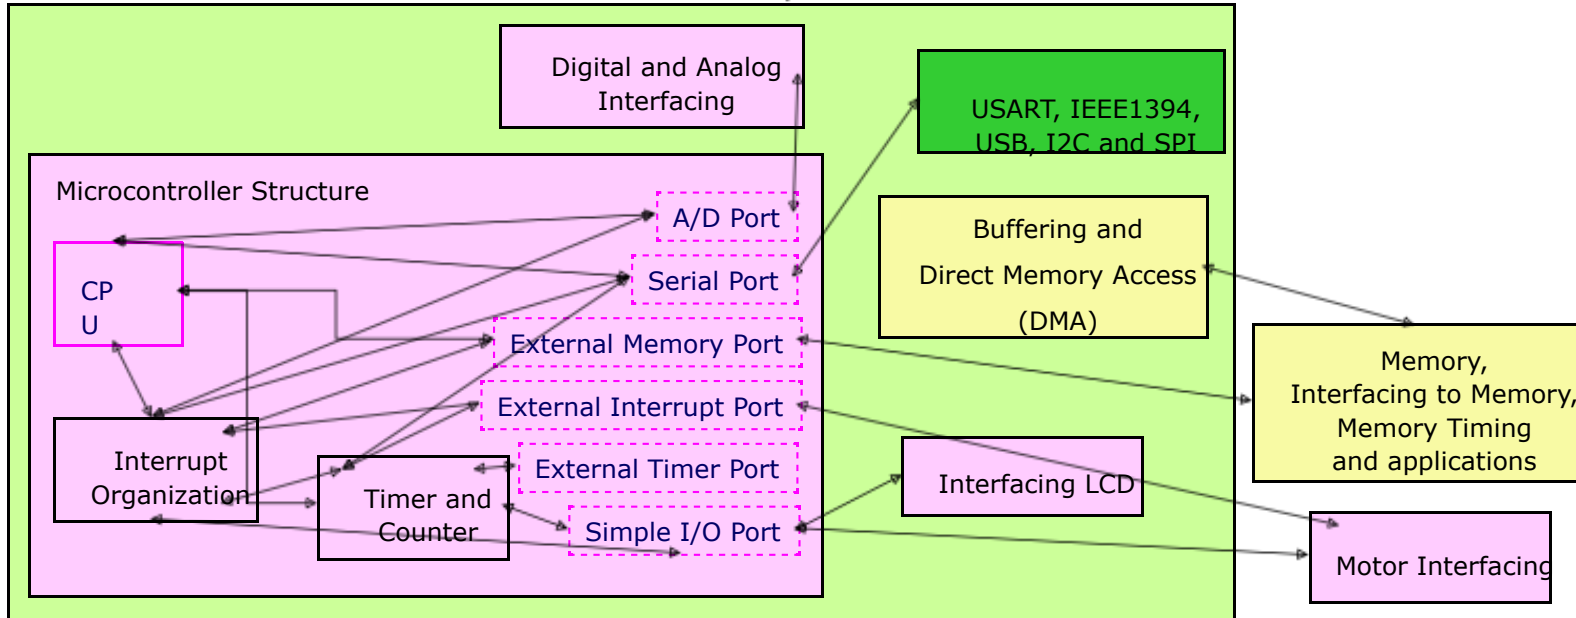 Digital and Analog
Interfacing
USART, IEEE1394,
USB, I2C and SPI
Microcontroller Structure
A/D Port
Buffering and
Direct Memory Access
(DMA)
Serial Port
CP
U
External Memory Port
Memory,
Interfacing to Memory,
Memory Timing
and applications
External Interrupt Port
Interrupt
Organization
External Timer Port
Timer and
Counter
Interfacing LCD
Simple I/O Port
Motor Interfacing